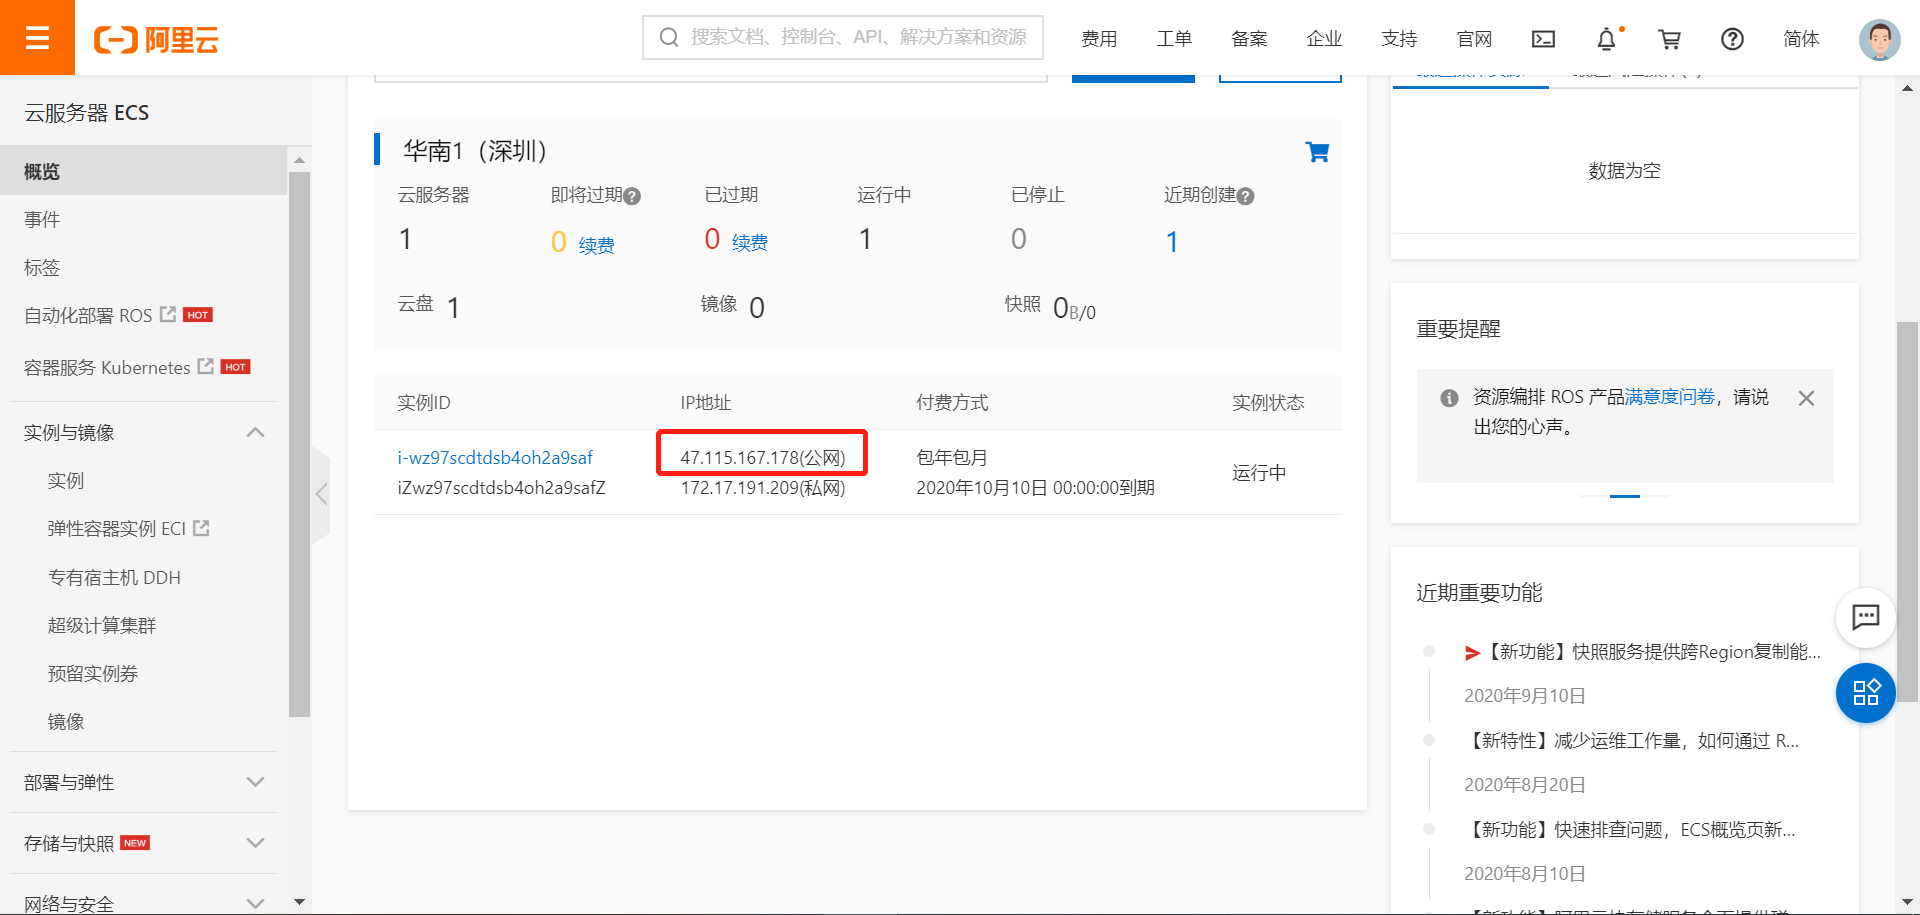 阿里云
搜索文档、控制台、API、解决方案和资源
费用 工单 备案 企业 支持 官网 简体
云服务器 ECS
概览
事件
标签
自动化部署 ROS HOT
容器服务 Kubernetes HOT
实例与镜像
实例
弹性容器实例 ECI
专有宿主机 DDH
超级计算集群
预留实例券
镜像
部署与弹性
存储与快照 NEW
网络与安全
华南1（深圳）
云服务器 即将过期 已过期 运行中 已停止 近期创建
1 0 续费 0 续费 1 0 1
云盘 1 镜像 0 快照 0B/0
实例ID IP地址 付费方式 实例状态
i-wz97scdtdsb4oh2a9saf 47.115.167.178(公网) 包年包月 运行中
iZwz97scdtdsb4oh2a9safZ 172.17.191.209(私网) 2020年10月10日 00:00:00到期
数据为空
重要提醒
资源编排 ROS 产品满意度问卷，请说
出您的心声。
近期重要功能
【新功能】快照服务提供跨Region复制能...
2020年9月10日
【新特性】减少运维工作量，如何通过 R...
2020年8月20日
【新功能】快速排查问题，ECS概览页新...
2020年8月10日